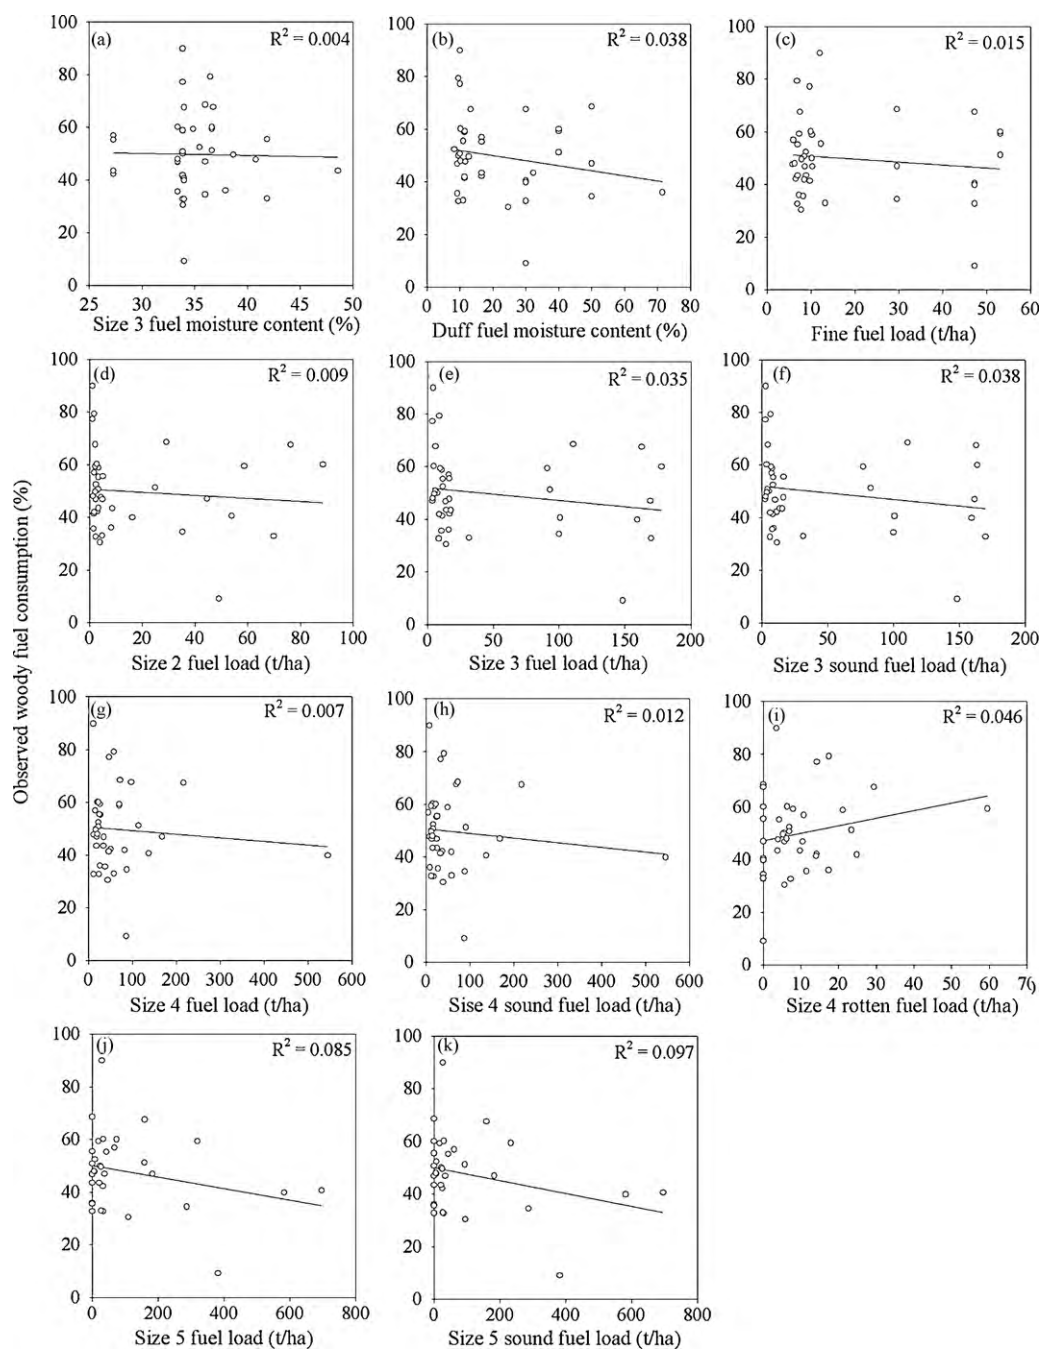 (a) R² = 0.004
100
80
60
40
20
0
25 30 35 40 45 50
Size 3 fuel moisture content (%)
(b) R² = 0.038
100
80
60
40
20
0
0 10 20 30 40 50 60 70 80
Duff fuel moisture content (%)
(c) R² = 0.015
100
80
60
40
20
0
0 10 20 30 40 50 60
Fine fuel load (t/ha)
Observed woody fuel consumption (%)
(d) R² = 0.009
100
80
60
40
20
0
0 20 40 60 80 100
Size 2 fuel load (t/ha)
(e) R² = 0.035
100
80
60
40
20
0
0 50 100 150 200
Size 3 fuel load (t/ha)
(f) R² = 0.038
100
80
60
40
20
0
0 50 100 150 200
Size 3 sound fuel load (t/ha)
(g) R² = 0.007
100
80
60
40
20
0
0 100 200 300 400 500 600
Size 4 fuel load (t/ha)
(h) R² = 0.012
100
80
60
40
20
0
0 100 200 300 400 500 600
Sise 4 sound fuel load (t/ha)
(i) R² = 0.046
100
80
60
40
20
0
0 10 20 30 40 50 60 70
Size 4 rotten fuel load (t/ha)
(j) R² = 0.085
100
80
60
40
20
0
0 200 400 600 800
Size 5 fuel load (t/ha)
(k) R² = 0.097
100
80
60
40
20
0
0 200 400 600 800
Size 5 sound fuel load (t/ha)